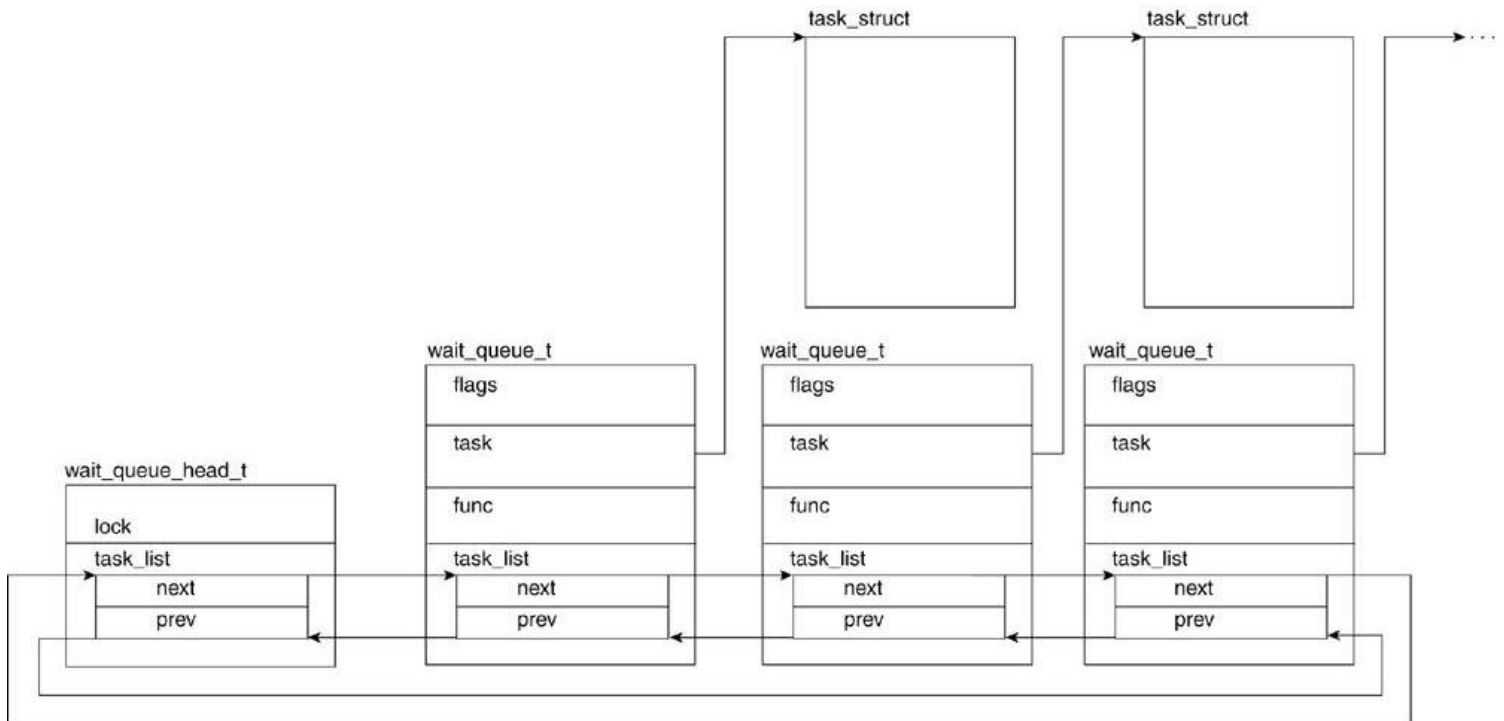 task_struct
task_struct
...
wait_queue_t
wait_queue_t
wait_queue_t
flags
flags
flags
task
task
task
wait_queue_head_t
func
func
func
lock
task_list
task_list
task_list
task_list
next
next
next
next
prev
prev
prev
prev